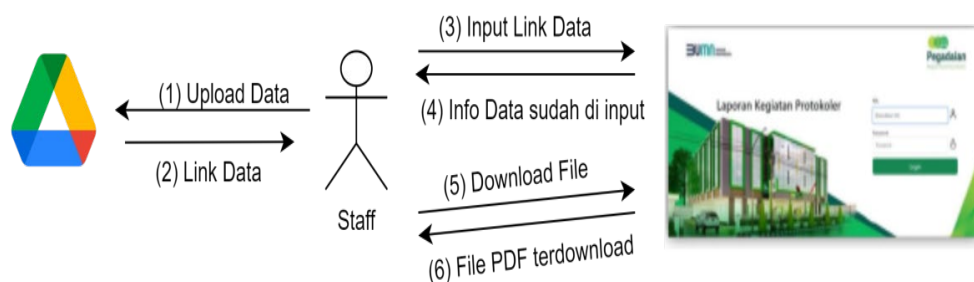 (1) Upload Data
(2) Link Data
Staff
(3) Input Link Data
(4) Info Data sudah di input
(5) Download File
(6) File PDF terdownload
BUMN
Pegadaian
Laporan Kegiatan Protokoler
Login